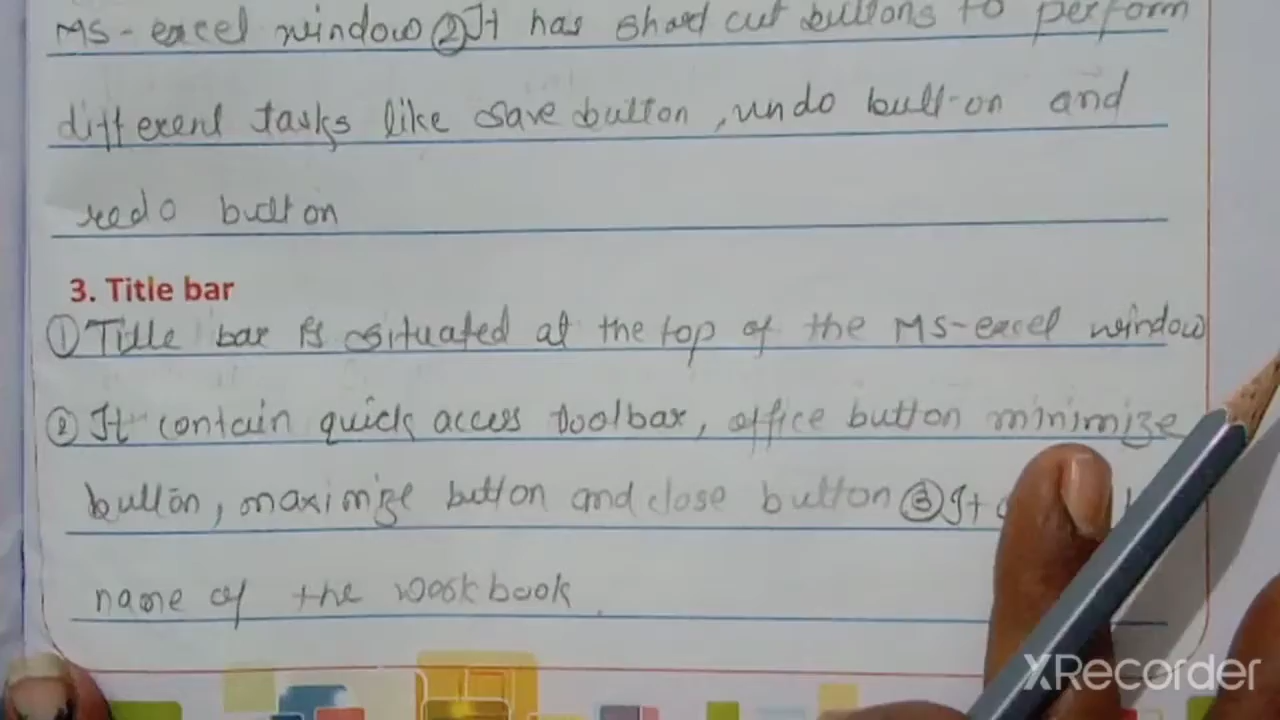 MS-excel window ② It has short cut buttons to perform
different tasks like save button, undo button and
redo button
3. Title bar
① Title bar is situated at the top of the MS-excel window
② It contain quick access toolbar, office button minimize
button, maximize button and close button ③ It
name of the workbook
XRecorder